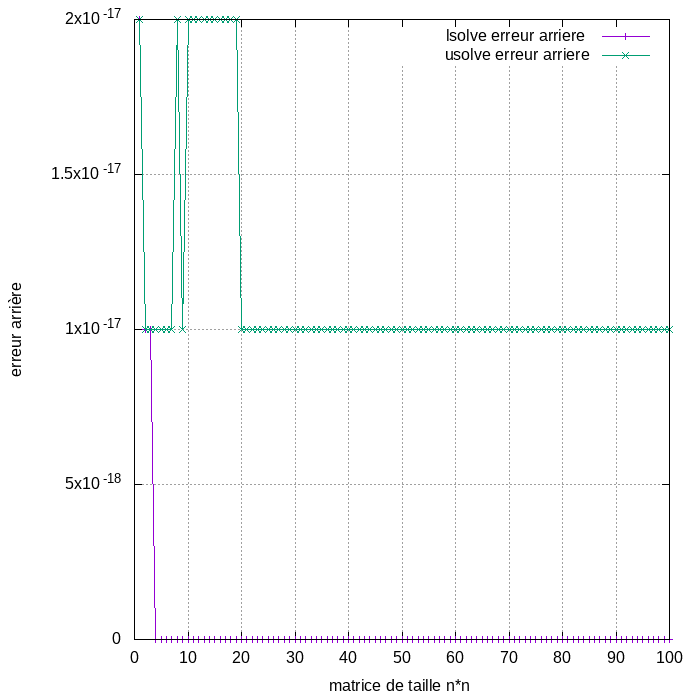 2x10 -17
lsolve erreur arriere
usolve erreur arriere
1.5x10 -17
erreur arrière
1x10 -17
5x10 -18
0
0 10 20 30 40 50 60 70 80 90 100
matrice de taille n*n